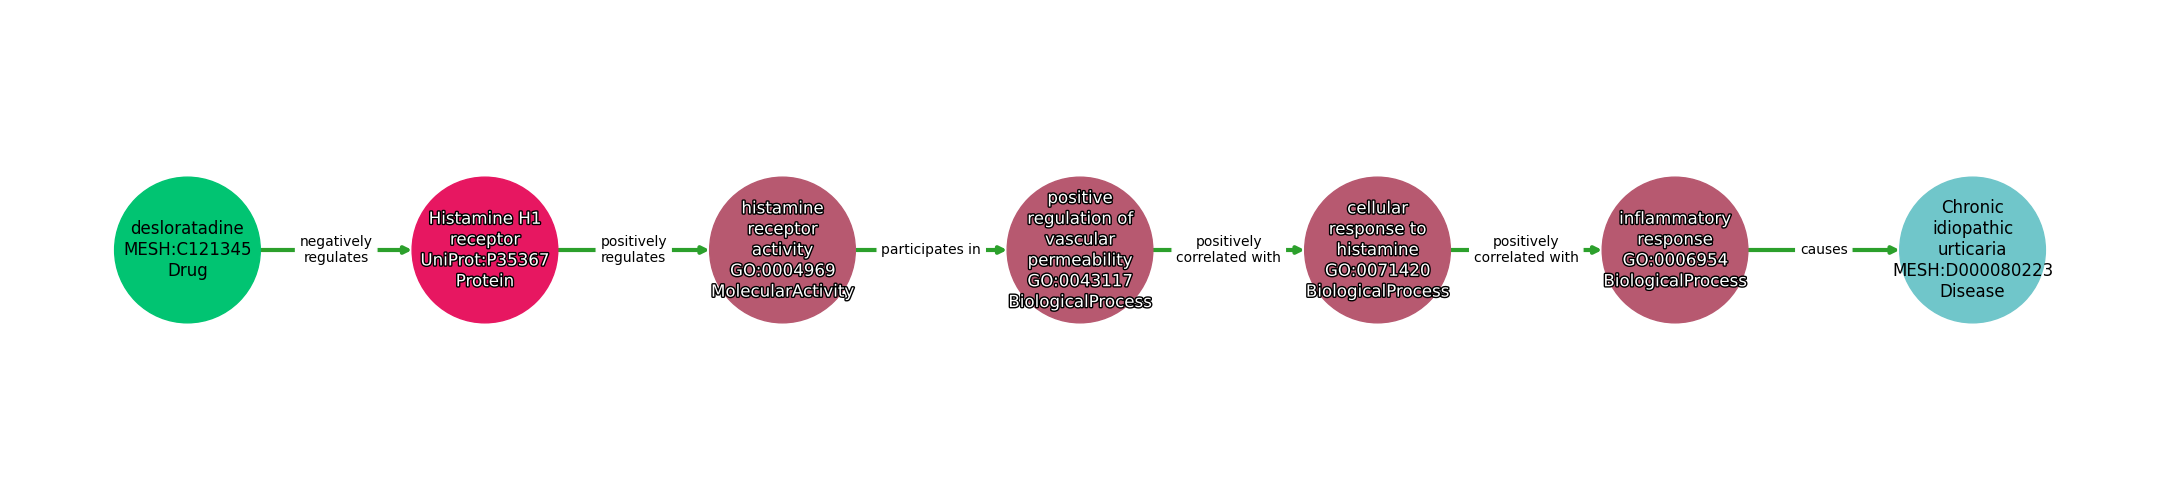 desloratadine
MESH:C121345
Drug
negatively
regulates
Histamine H1
receptor
UniProt:P35367
Protein
positively
regulates
histamine
receptor
activity
GO:0004969
MolecularActivity
participates in
positive
regulation of
vascular
permeability
GO:0043117
BiologicalProcess
positively
correlated with
cellular
response to
histamine
GO:0071420
BiologicalProcess
positively
correlated with
inflammatory
response
GO:0006954
BiologicalProcess
causes
Chronic
idiopathic
urticaria
MESH:D000080223
Disease